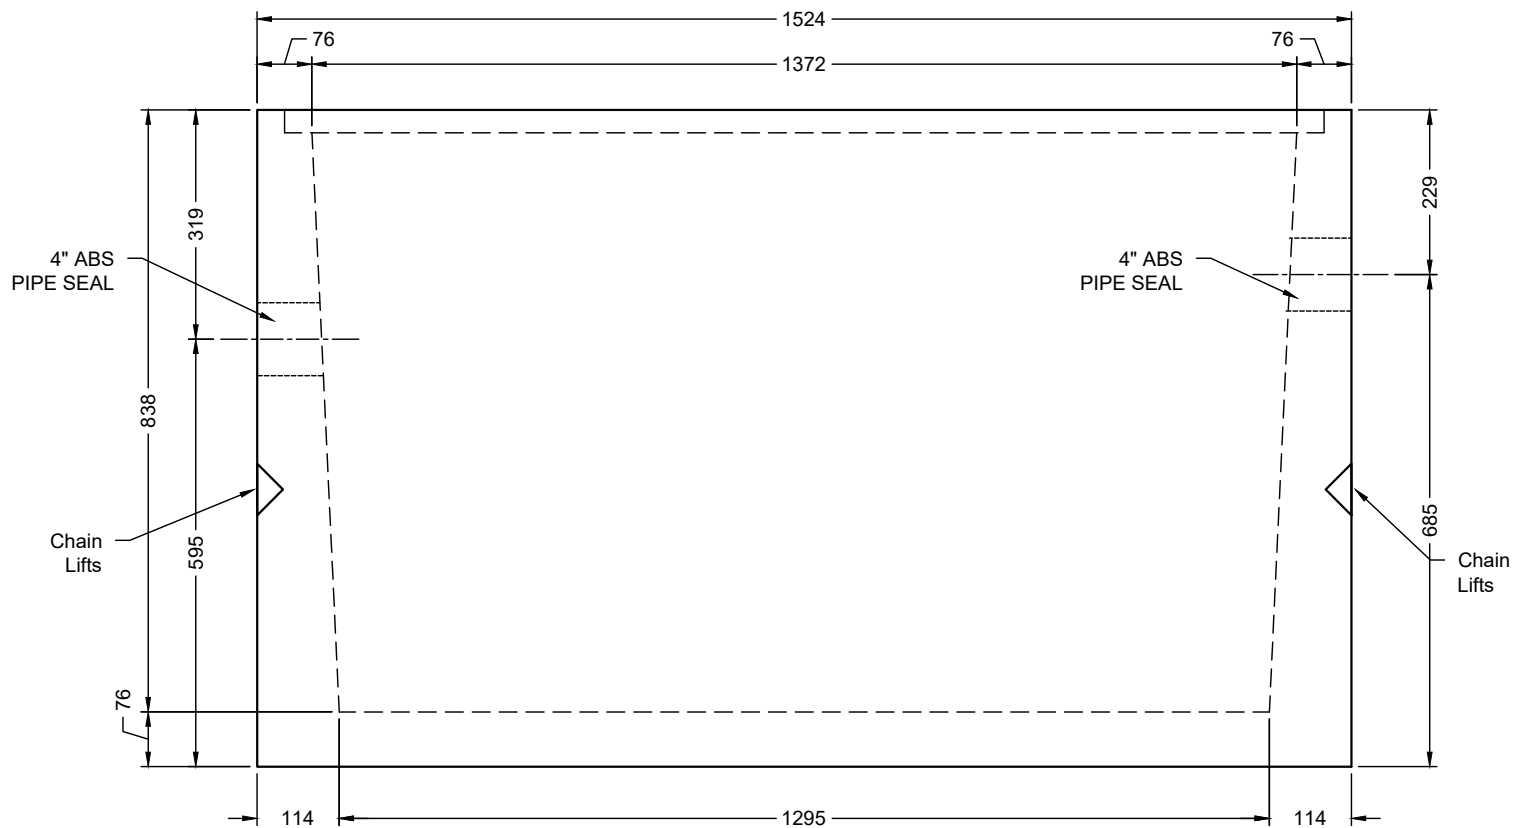 1524
76
76
1372
319
229
4" ABS
PIPE SEAL
4" ABS
PIPE SEAL
838
595
685
Chain
Lifts
Chain
Lifts
76
114
1295
114